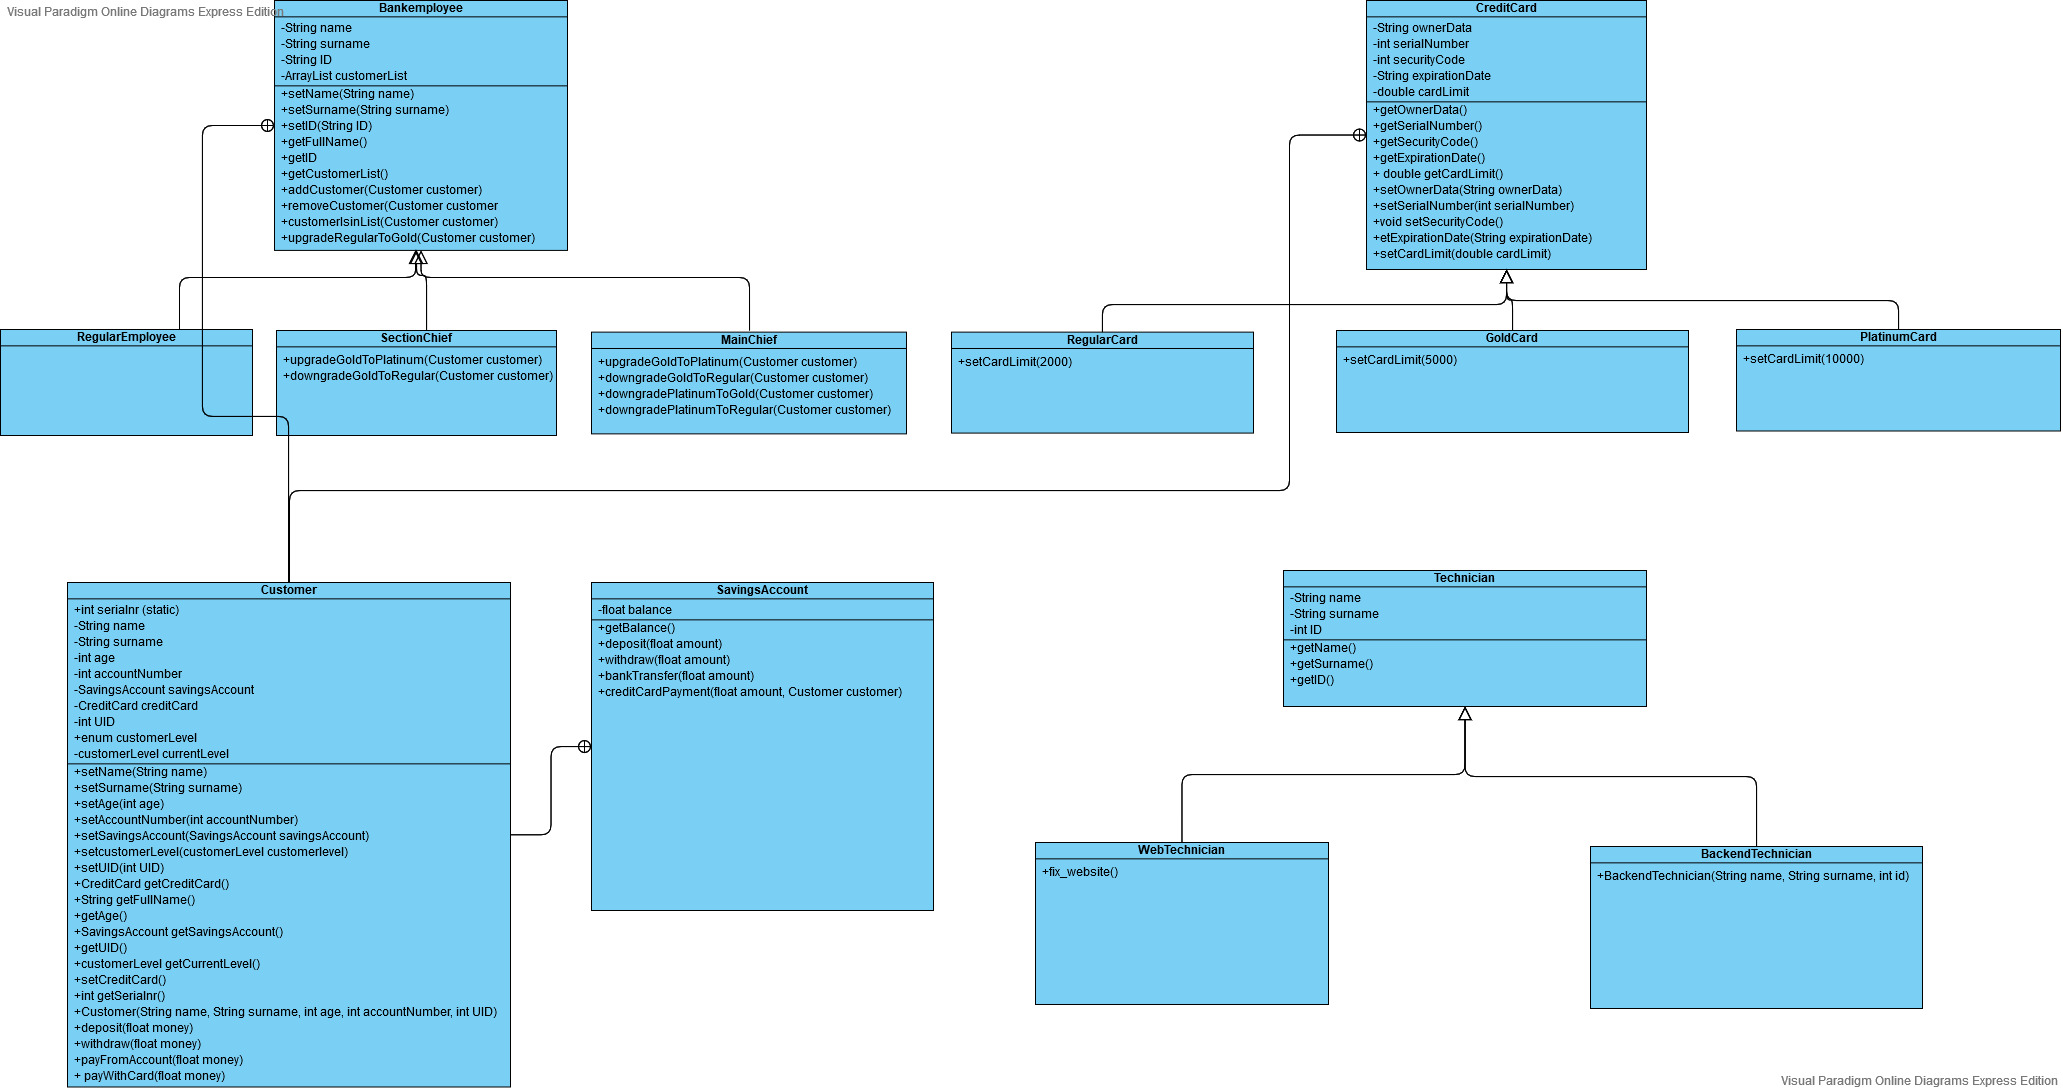 Visual Paradigm Online Diagrams Express Edition
Bankemployee
-String name
-String surname
-String ID
-ArrayList customerList
+setName(String name)
+setSurname(String surname)
+setID(String ID)
+getFullName()
+getID
+getCustomerList()
+addCustomer(Customer customer)
+removeCustomer(Customer customer
+customerIsinList(Customer customer)
+upgradeRegularToGold(Customer customer)
CreditCard
-String ownerData
-int serialNumber
-int securityCode
-String expirationDate
-double cardLimit
+getOwnerData()
+getSerialNumber()
+getSecurityCode()
+getExpirationDate()
+ double getCardLimit()
+setOwnerData(String ownerData)
+setSerialNumber(int serialNumber)
+void setSecurityCode()
+etExpirationDate(String expirationDate)
+setCardLimit(double cardLimit)
RegularEmployee
SectionChief
+upgradeGoldToPlatinum(Customer customer)
+downgradeGoldToRegular(Customer customer)
MainChief
+upgradeGoldToPlatinum(Customer customer)
+downgradeGoldToRegular(Customer customer)
+downgradePlatinumToGold(Customer customer)
+downgradePlatinumToRegular(Customer customer)
RegularCard
+setCardLimit(2000)
GoldCard
+setCardLimit(5000)
PlatinumCard
+setCardLimit(10000)
Customer
+int serialnr (static)
-String name
-String surname
-int age
-int accountNumber
-SavingsAccount savingsAccount
-CreditCard creditCard
-int UID
+enum customerLevel
-customerLevel currentLevel
+setName(String name)
+setSurname(String surname)
+setAge(int age)
+setAccountNumber(int accountNumber)
+setSavingsAccount(SavingsAccount savingsAccount)
+setcustomerLevel(customerLevel customerlevel)
+setUID(int UID)
+CreditCard getCreditCard()
+String getFullName()
+getAge()
+SavingsAccount getSavingsAccount()
+getUID()
+customerLevel getCurrentLevel()
+setCreditCard()
+int getSerialnr()
+Customer(String name, String surname, int age, int accountNumber, int UID)
+deposit(float money)
+withdraw(float money)
+payFromAccount(float money)
+ payWithCard(float money)
SavingsAccount
-float balance
+getBalance()
+deposit(float amount)
+withdraw(float amount)
+bankTransfer(float amount)
+creditCardPayment(float amount, Customer customer)
Technician
-String name
-String surname
-int ID
+getName()
+getSurname()
+getID()
WebTechnician
+fix_website()
BackendTechnician
+BackendTechnician(String name, String surname, int id)
Visual Paradigm Online Diagrams Express Edition